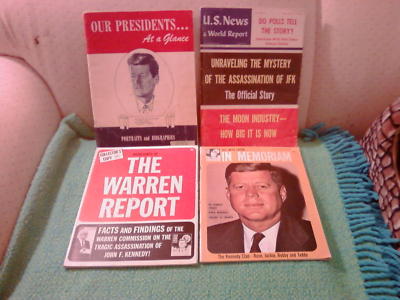 OUR PRESIDENTS...
At a Glance
PORTRAITS and BIOGRAPHIES
U.S. News
& World Report
DO POLLS TELL
THE STORY?
UNRAVELING THE MYSTERY
OF THE ASSASSINATION OF JFK
The Official Story
THE MOON INDUSTRY—
HOW BIG IT IS NOW
COLLECTOR'S
COPY
THE
WARREN
REPORT
FACTS and FINDINGS OF THE
WARREN COMMISSION ON THE
TRAGIC ASSASSINATION OF
JOHN F. KENNEDY!
IN MEMORIAM
The Kennedy Clan - Rose, Jackie, Bobby and Teddy